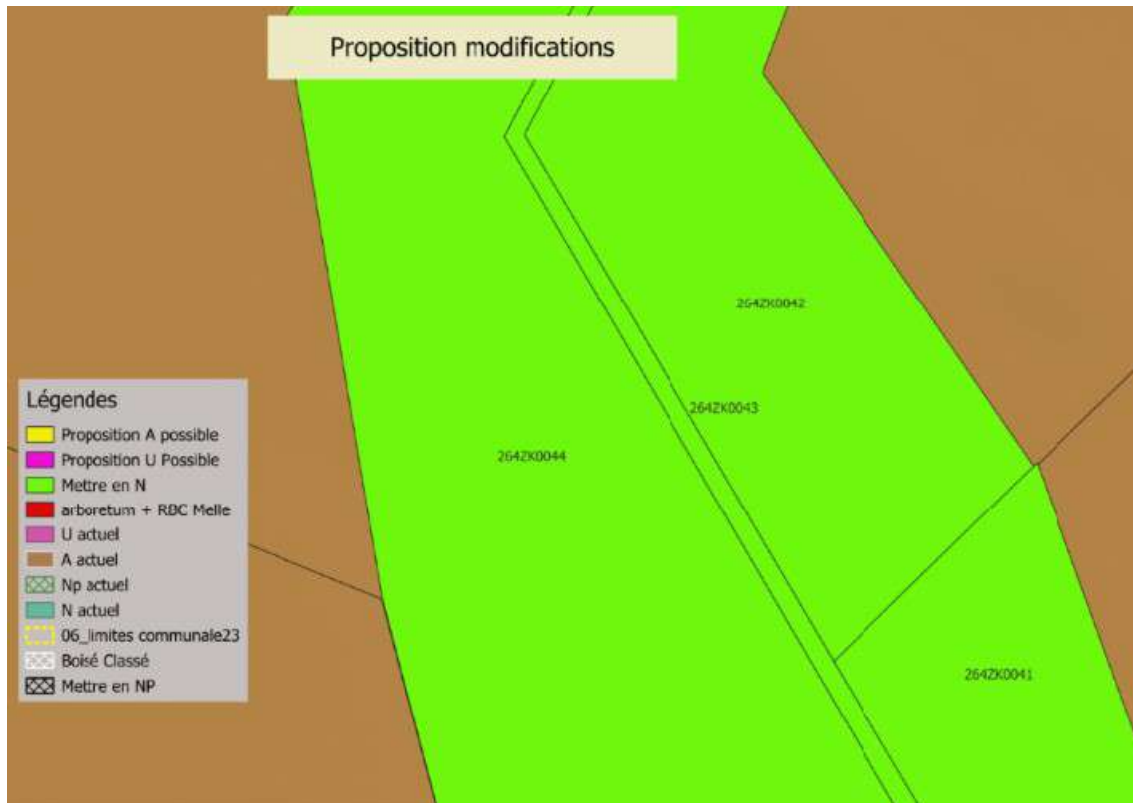 Proposition modifications
264ZK0042
264ZK0043
264ZK0044
Légendes
Proposition A possible
Proposition U Possible
Mettre en N
arboretum + RBC Melle
U actuel
A actuel
Np actuel
N actuel
06_limites communale23
Boisé Classé
Mettre en NP
264ZK0041